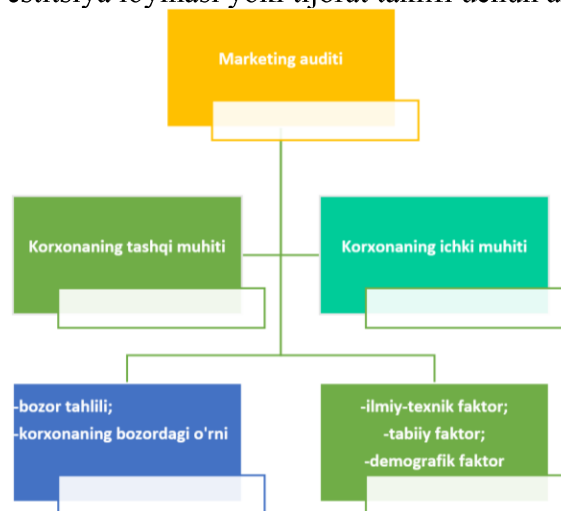 Marketing auditi
Korxonaning tashqi muhiti
Korxonaning ichki muhiti
-bozor tahlili;
-korxonaning bozordagi o'rni
-ilmiy-texnik faktor;
-tabiiy faktor;
-demografik faktor